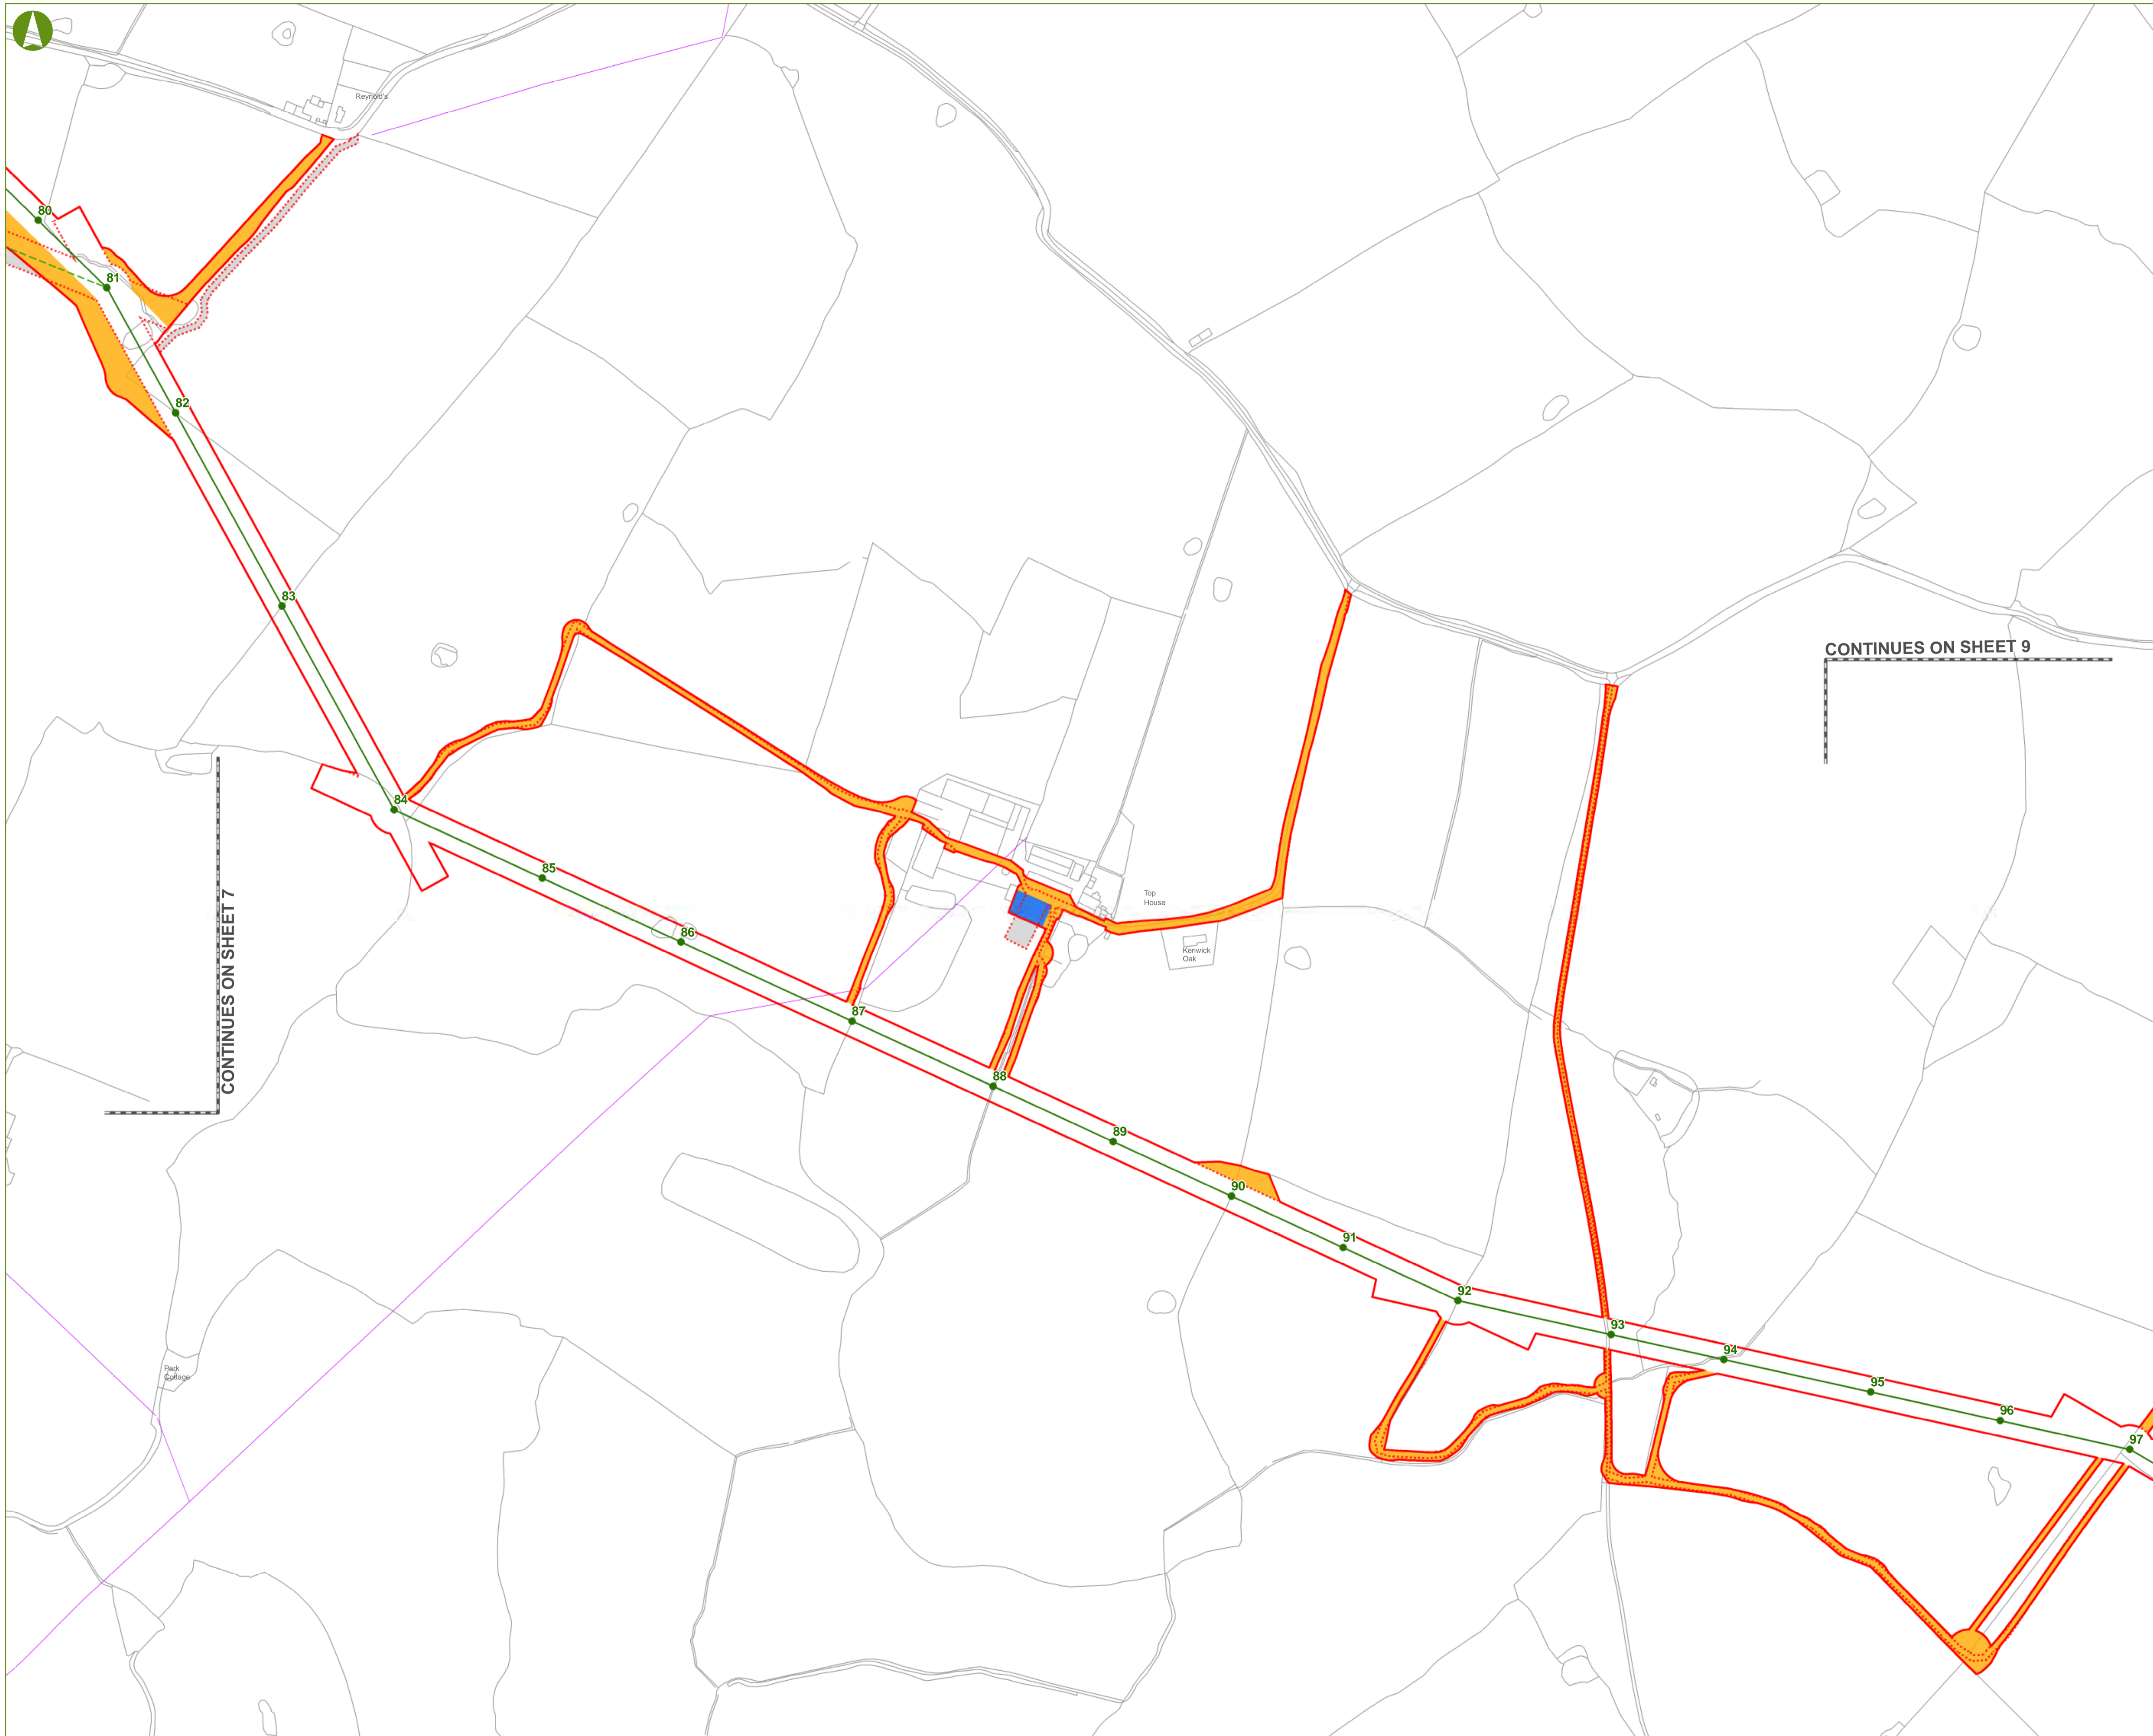 Reynold's
80
81
82
83
CONTINUES ON SHEET 9
84
85
CONTINUES ON SHEET 7
Top
House
86
Kenwick
Oak
87
88
89
90
91
92
93
94
Park
Cottage
95
96
97